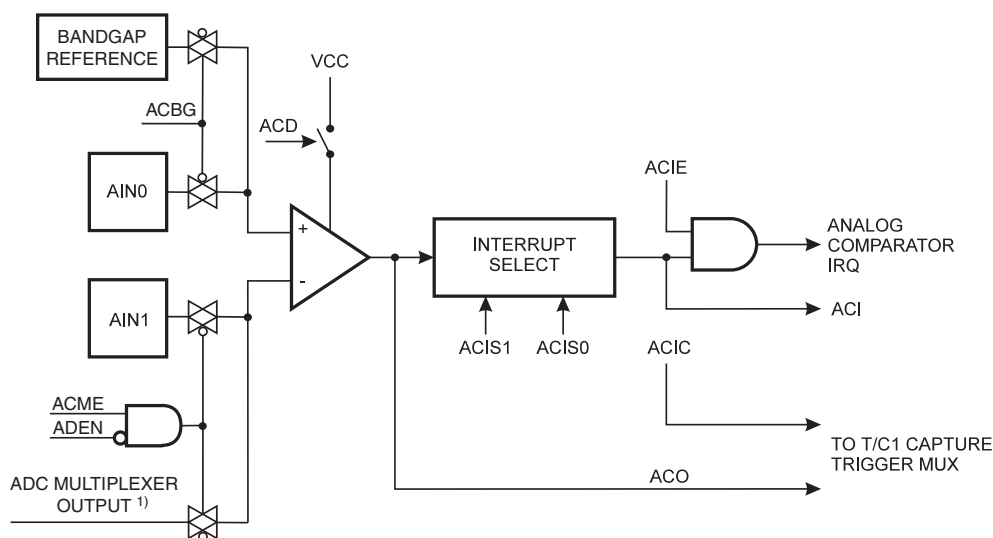 BANDGAP
REFERENCE
VCC
ACBG
ACD
AIN0
ACIE
+
-
INTERRUPT
SELECT
ANALOG
COMPARATOR
IRQ
AIN1
ACI
ACIS1 ACIS0
ACIC
ACME
ADEN
TO T/C1 CAPTURE
TRIGGER MUX
ADC MULTIPLEXER
OUTPUT 1)
ACO